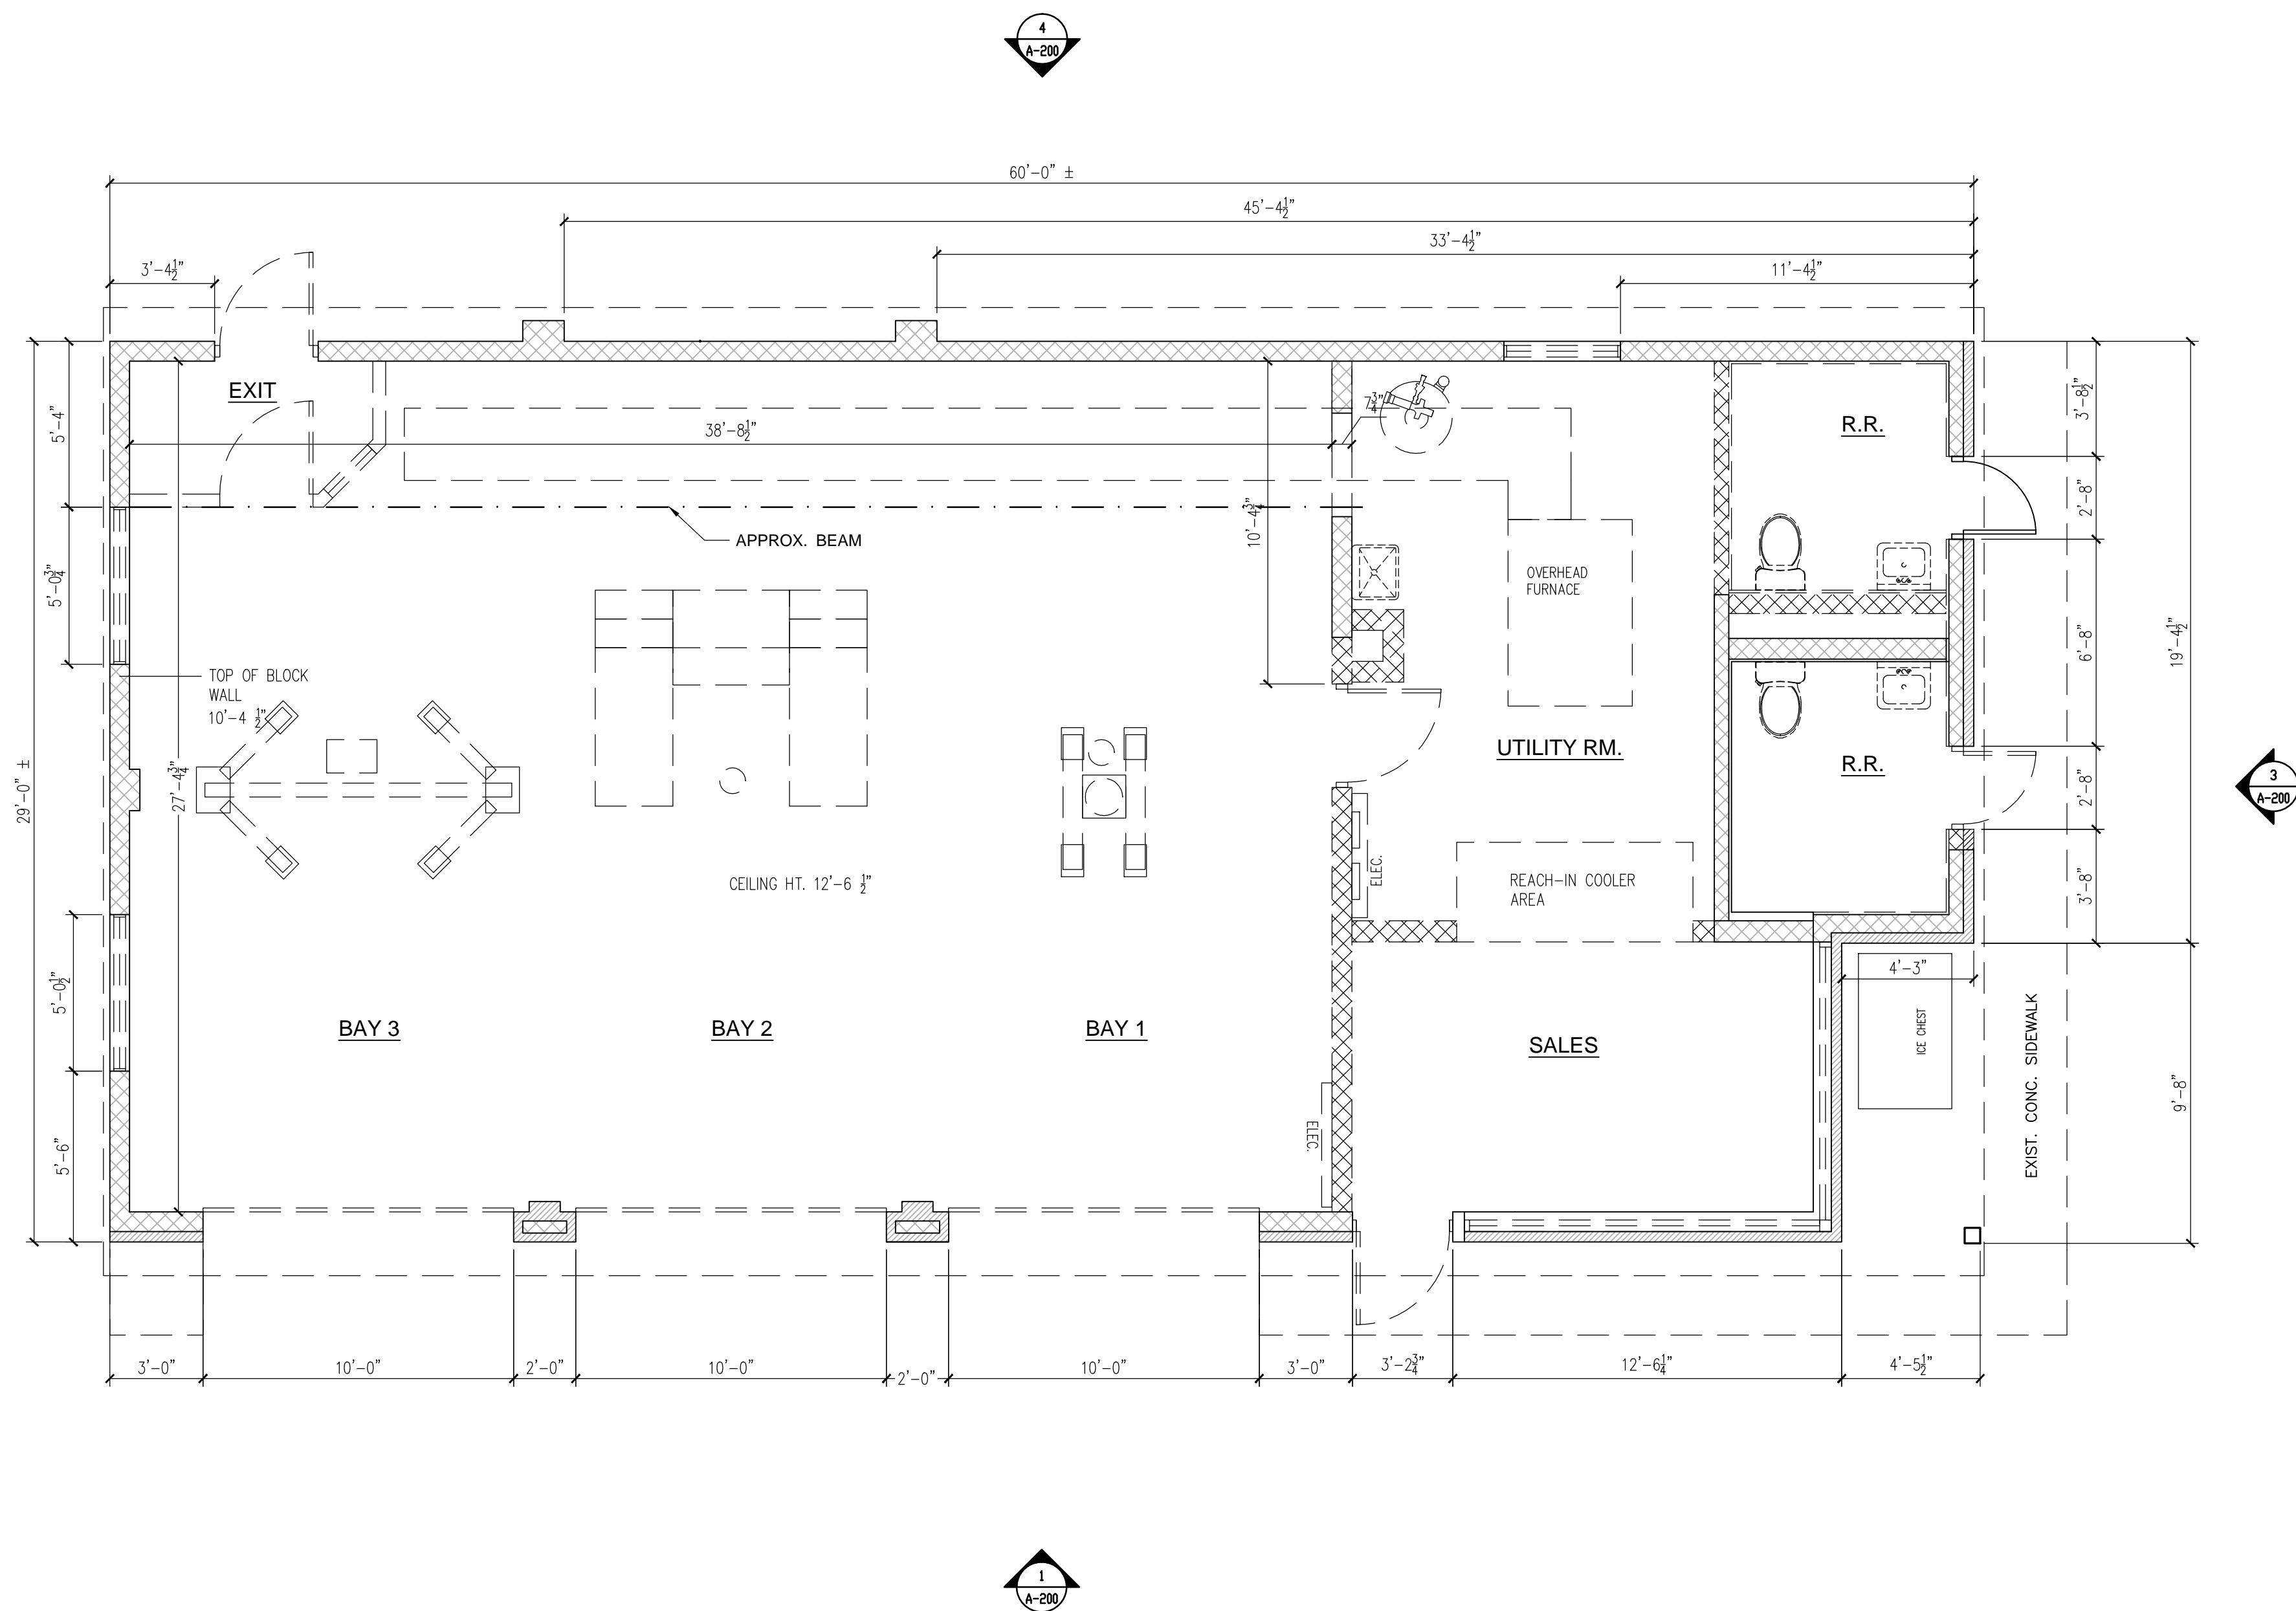 4
A-200
60'-0" ±
45'-4½"
33'-4½"
3'-4½"
11'-4½"
EXIT
R.R.
7¾"
38'-8½"
5'-4"
3'-8½"
2'-8"
10'-4¾"
APPROX. BEAM
5'-0¾"
OVERHEAD
FURNACE
6'-8"
19'-4½"
TOP OF BLOCK
WALL
10'-4 ½"
UTILITY RM.
R.R.
29'-0" ±
27'-4¾"
2'-8"
3
A-200
ELEC.
CEILING HT. 12'-6 ½"
REACH-IN COOLER
AREA
3'-8"
4'-3"
5'-0½"
BAY 3
BAY 2
BAY 1
SALES
ICE CHEST
EXIST. CONC. SIDEWALK
9'-8"
ELEC.
5'-6"
3'-0"
10'-0"
2'-0"
10'-0"
2'-0"
10'-0"
3'-0"
3'-2¾"
12'-6¼"
4'-5½"
1
A-200